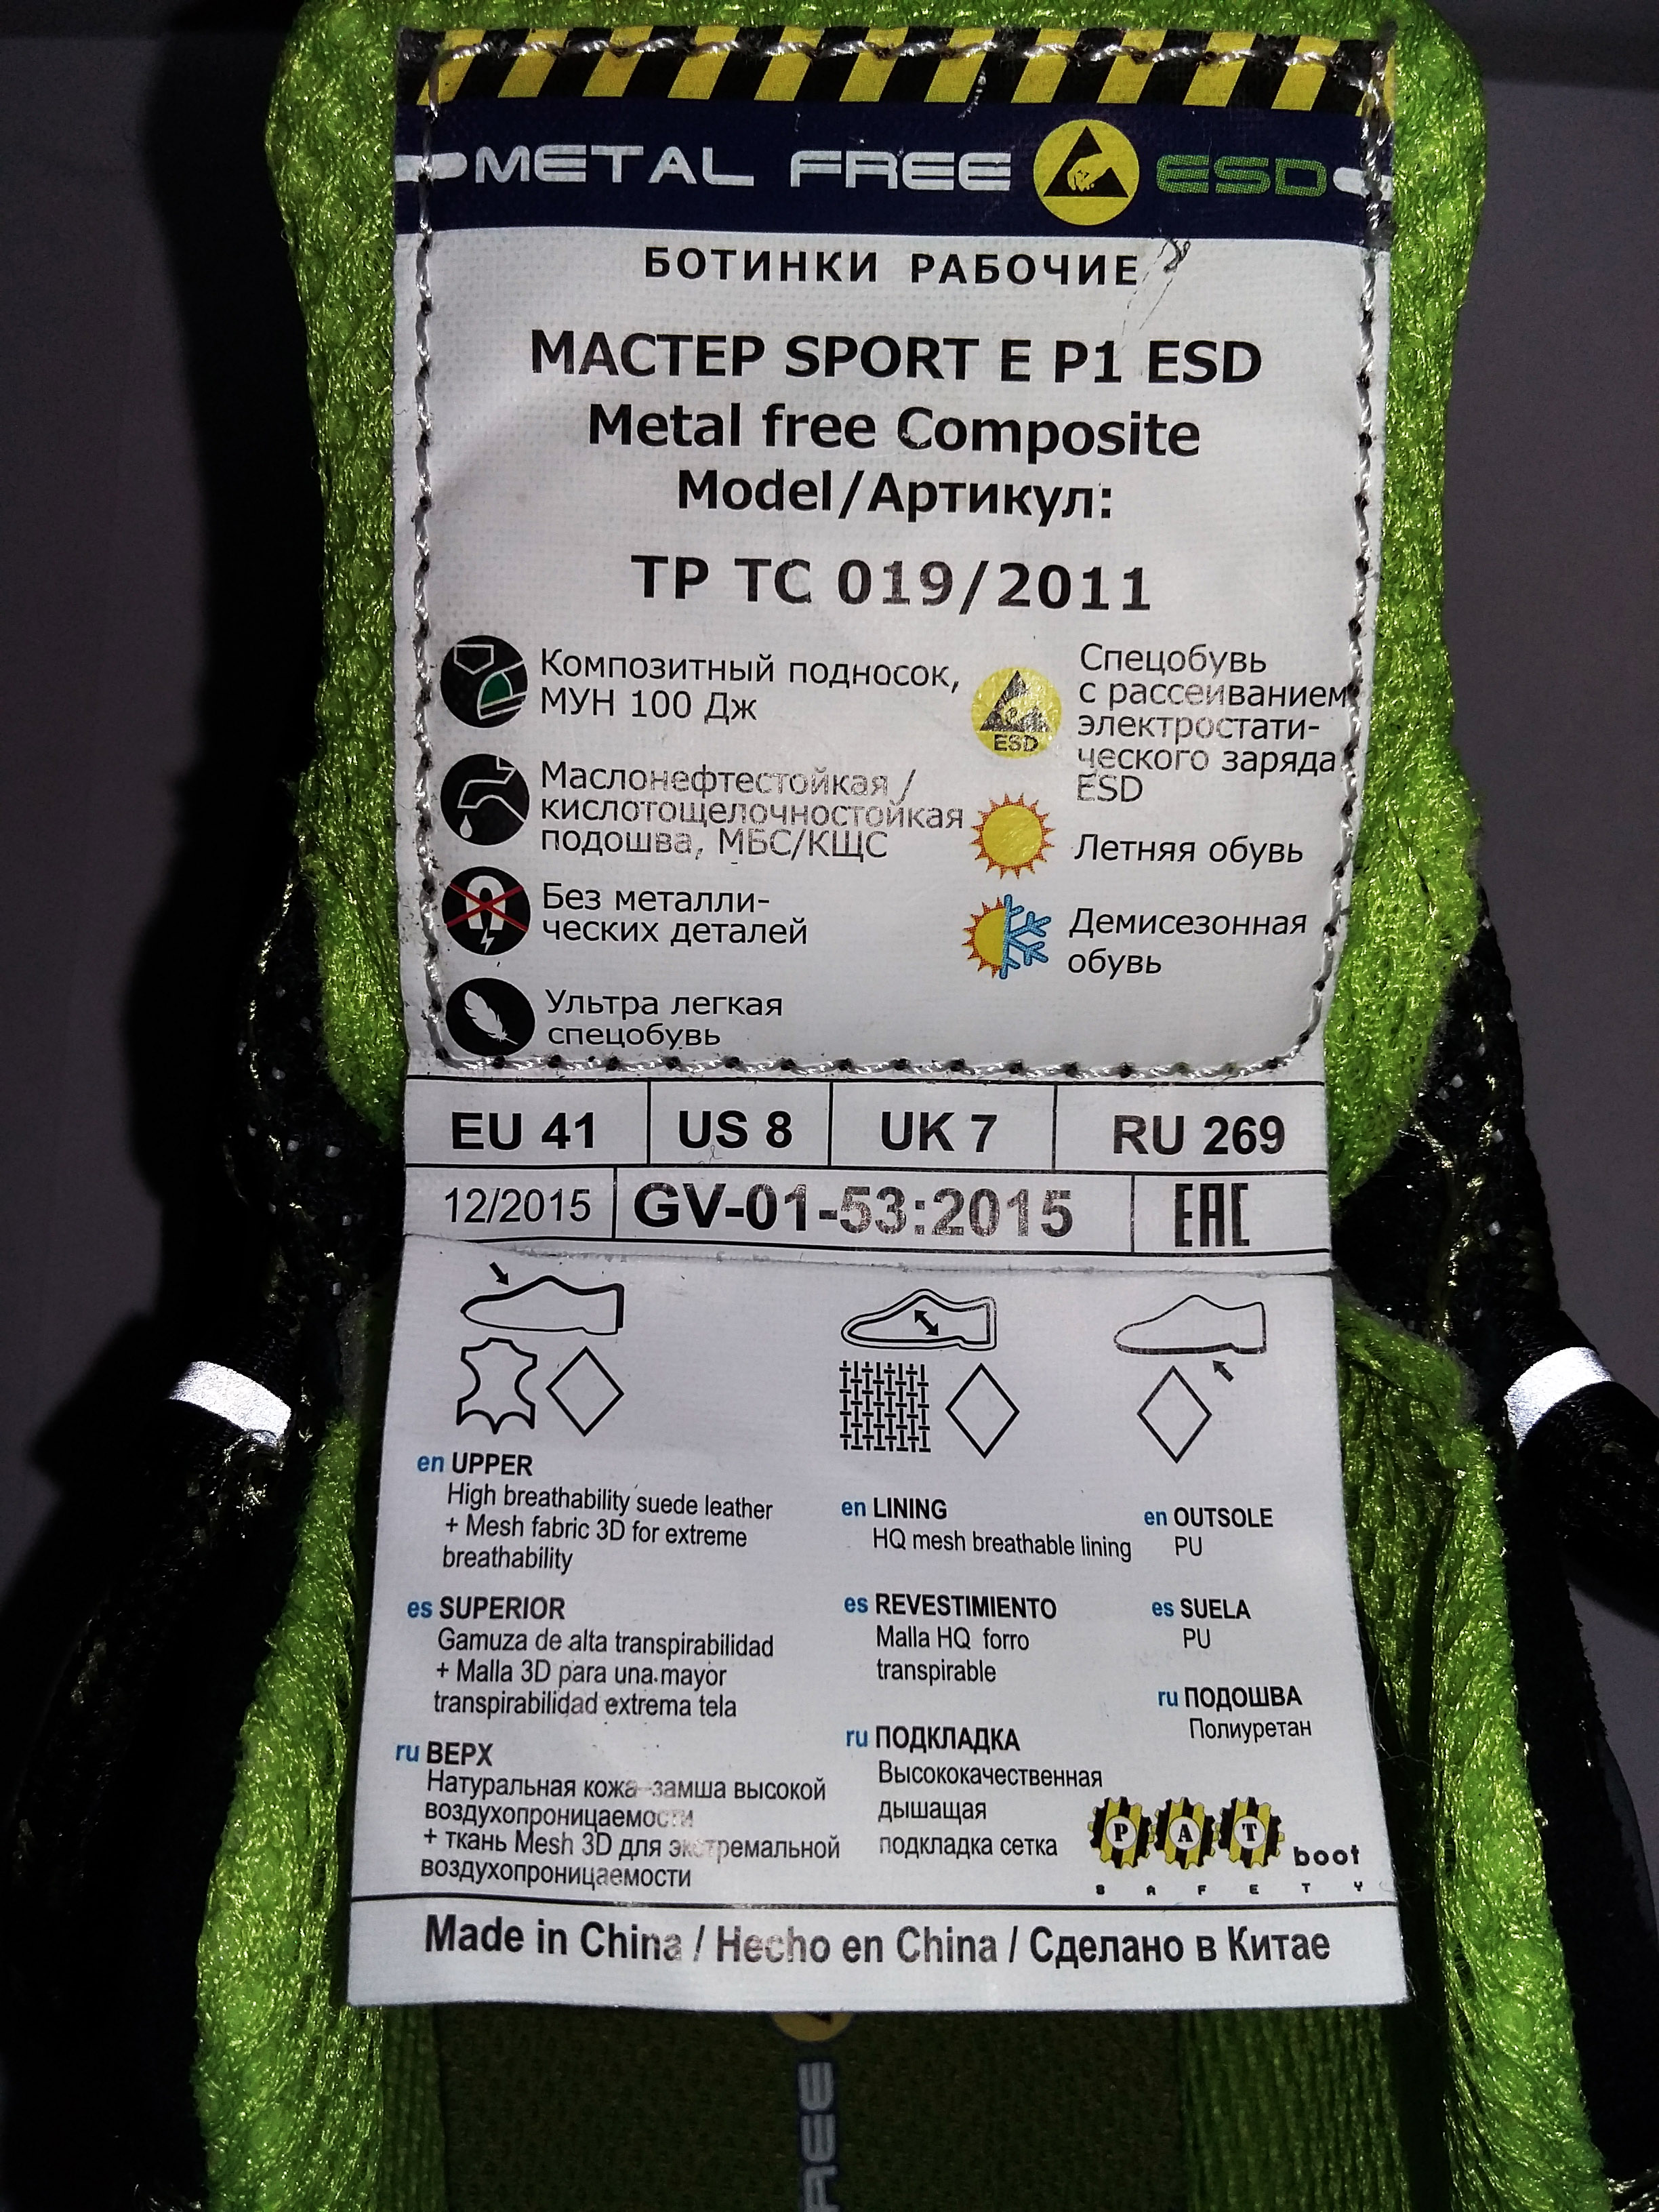 METAL FREE ESD
БОТИНКИ РАБОЧИЕ
МАСТЕР SPORT E P1 ESD
Metal free Composite
Model/Артикул:
ТР ТС 019/2011
Композитный подносок,
МУН 100 Дж
Маслонефтестойкая /
кислотощелочностойкая
подошва, МБС/КЩС
Без металли-
ческих деталей
Ультра легкая
спецобувь
ESD
Спецобувь
с рассеиванием
электростати-
ческого заряда
ESD
Летняя обувь
Демисезонная
обувь
EU 41 US 8 UK 7 RU 269
12/2015 GV-01-53:2015 EAC
en UPPER
High breathability suede leather
+ Mesh fabric 3D for extreme
breathability
es SUPERIOR
Gamuza de alta transpirabilidad
+ Malla 3D para una mayor
transpirabilidad extrema tela
ru ВЕРХ
Натуральная кожа-замша высокой
воздухопроницаемости
+ ткань Mesh 3D для экстремальной
воздухопроницаемости
en LINING
HQ mesh breathable lining
es REVESTIMIENTO
Malla HQ forro
transpirable
ru ПОДКЛАДКА
Высококачественная
дышащая
подкладка сетка
en OUTSOLE
PU
es SUELA
PU
ru ПОДОШВА
Полиуретан
PAT boot
SAFETY
Made in China / Hecho en China / Сделано в Китае
REE